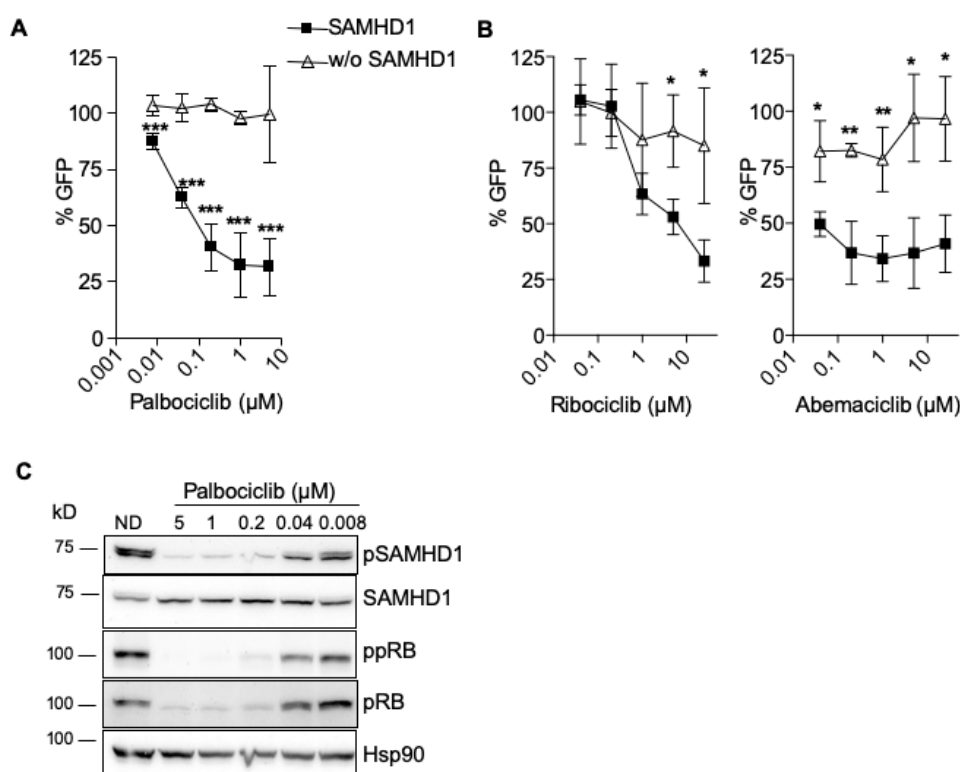 A
SAMHD1
w/o SAMHD1
% GFP
125
100
75
50
25
0
***
***
***
***
***
0.001
0.01
0.1
1
10
Palbociclib (µM)
B
% GFP
125
100
75
50
25
0
*
*
0.01
0.1
1
10
Ribociclib (µM)
% GFP
125
100
75
50
25
0
*
**
**
*
*
0.01
0.1
1
10
Abemaciclib (µM)
C
Palbociclib (µM)
kD
ND 5 1 0.2 0.04 0.008
75 pSAMHD1
75 SAMHD1
100 ppRB
100 pRB
100 Hsp90